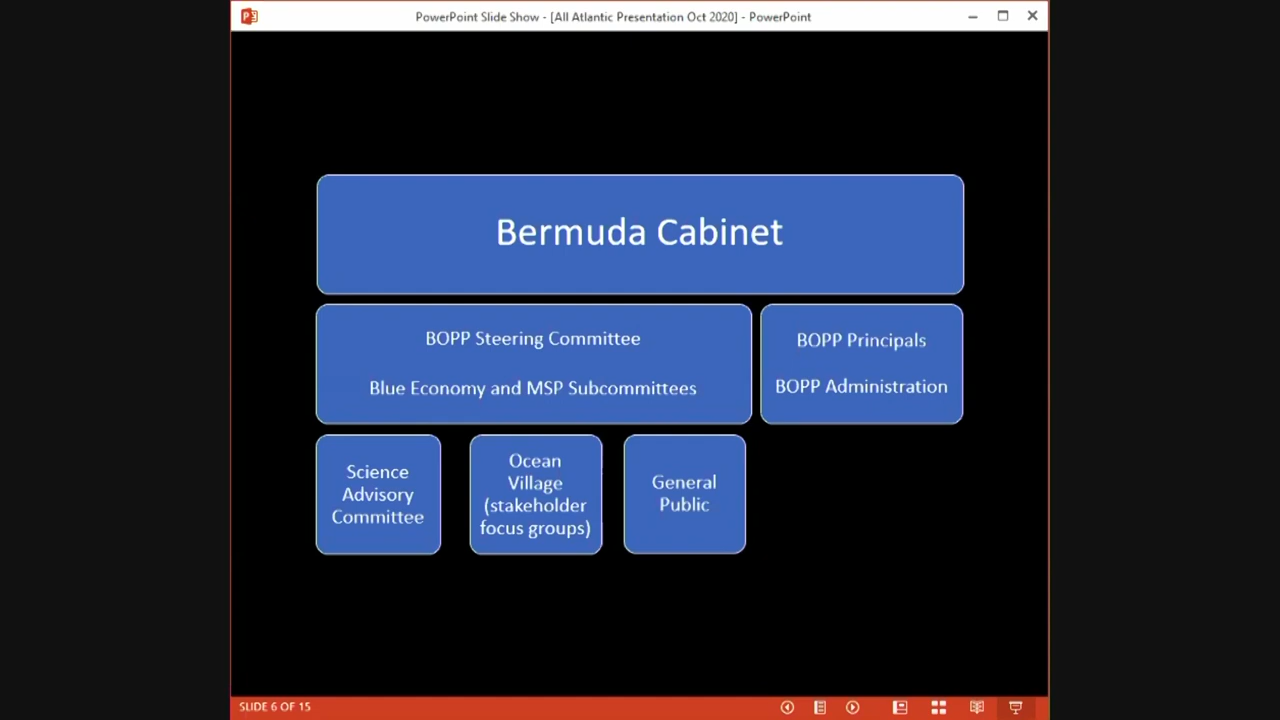 PowerPoint Slide Show - [All Atlantic Presentation Oct 2020] - PowerPoint
Bermuda Cabinet
BOPP Steering Committee
Blue Economy and MSP Subcommittees
BOPP Principals
BOPP Administration
Science
Advisory
Committee
Ocean
Village
(stakeholder
focus groups)
General
Public
SLIDE 6 OF 15